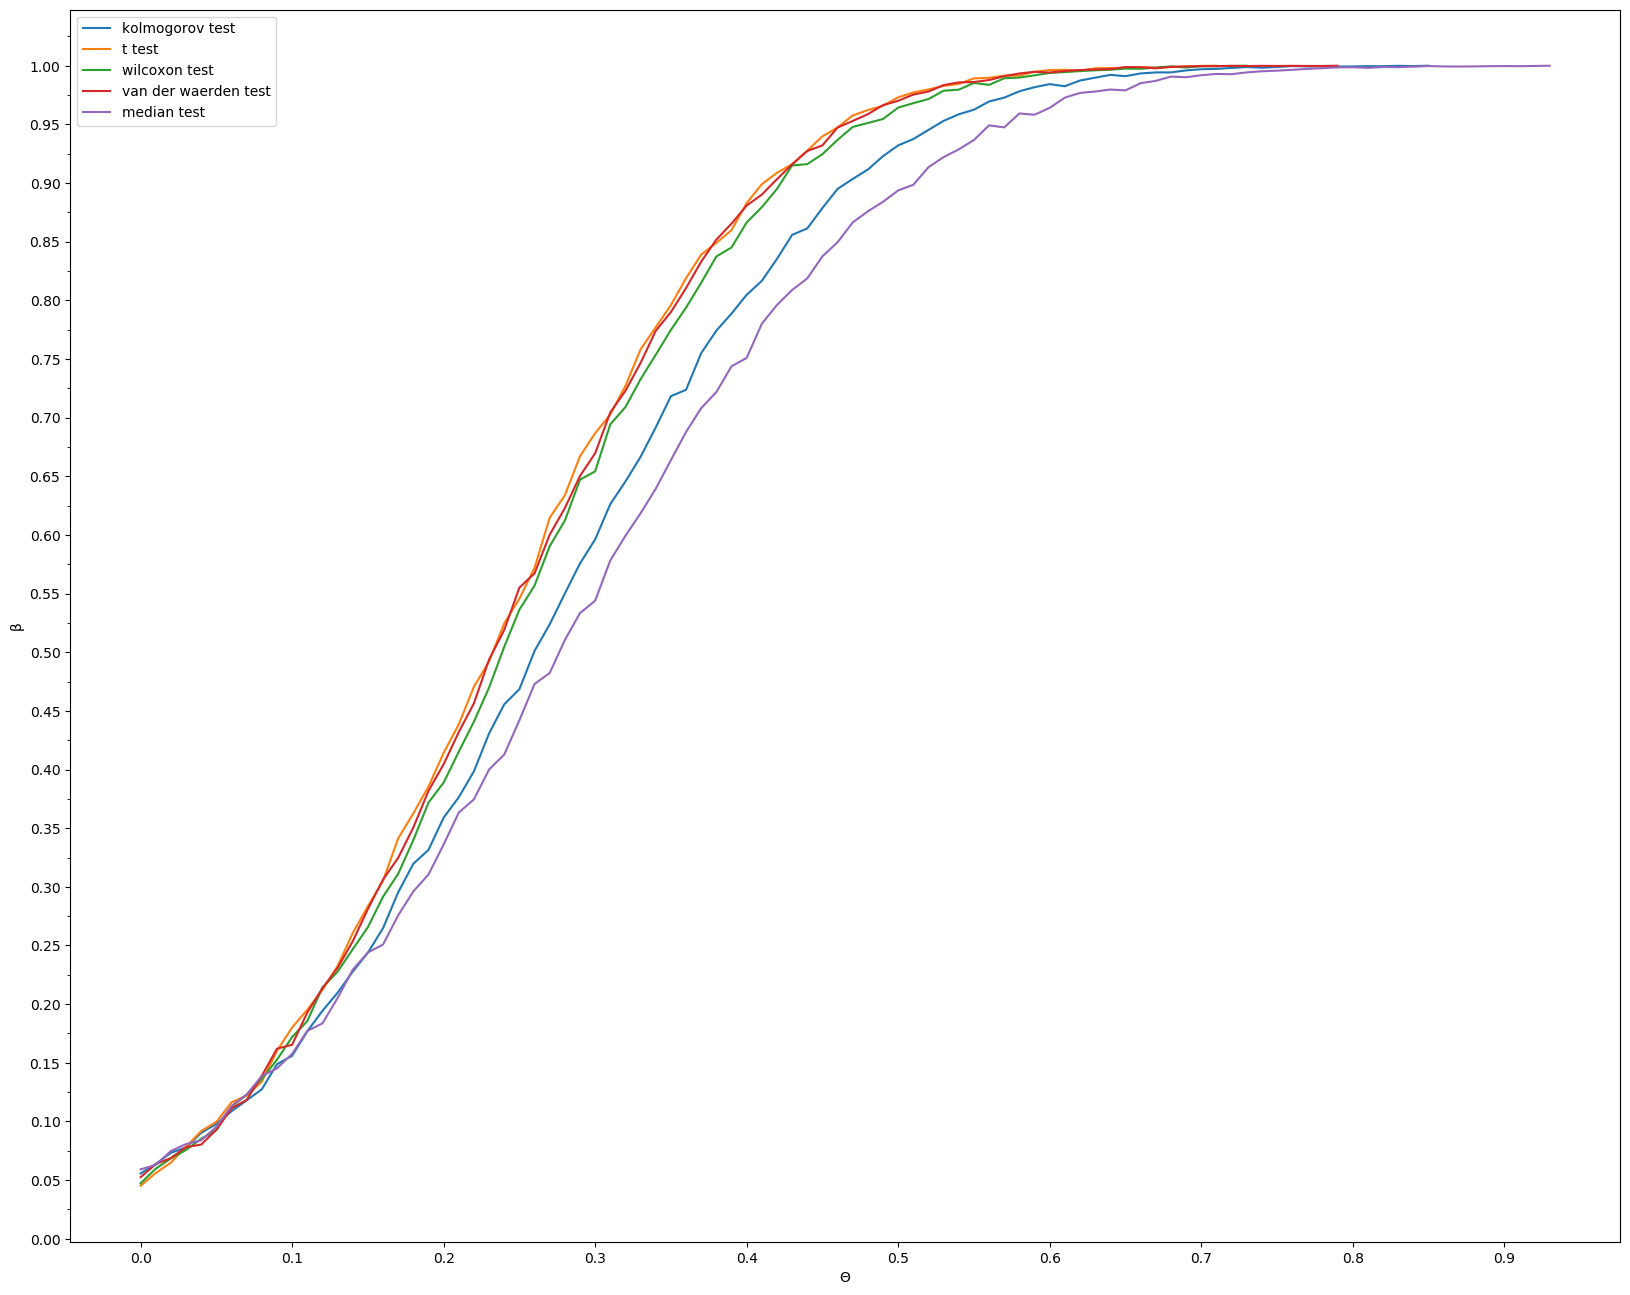 kolmogorov test
t test
wilcoxon test
van der waerden test
median test
1.00
0.95
0.90
0.85
0.80
0.75
0.70
0.65
0.60
0.55
0.50
0.45
0.40
0.35
0.30
0.25
0.20
0.15
0.10
0.05
0.00
β
0.0 0.1 0.2 0.3 0.4 0.5 0.6 0.7 0.8 0.9
Θ